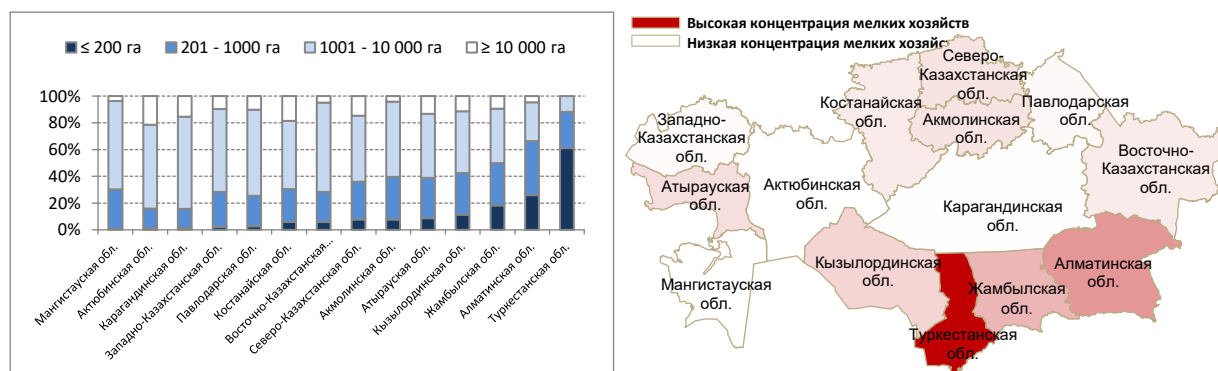 ≤ 200 га 201 - 1000 га 1001 - 10 000 га ≥ 10 000 га
100%
80%
60%
40%
20%
0%
Мангистауская обл.
Актюбинская обл.
Карагандинская обл.
Западно-Казахстанская обл.
Павлодарская обл.
Костанайская обл.
Восточно-Казахстанская...
Северо-Казахстанская обл.
Акмолинская обл.
Атырауская обл.
Кызылординская обл.
Жамбылская обл.
Алматинская обл.
Туркестанская обл.
Высокая концентрация мелких хозяйств
Низкая концентрация мелких хозяйств
Северо-
Казахстанская
обл.
Костанайская
обл.
Павлодарская
обл.
Акмолинская
обл.
Западно-
Казахстанская
обл.
Восточно-
Казахстанская
обл.
Атырауская
обл.
Актюбинская
обл.
Карагандинская
обл.
Мангистауская
обл.
Кызылординская
обл.
Жамбылская
обл.
Алматинская
обл.
Туркестанская
обл.